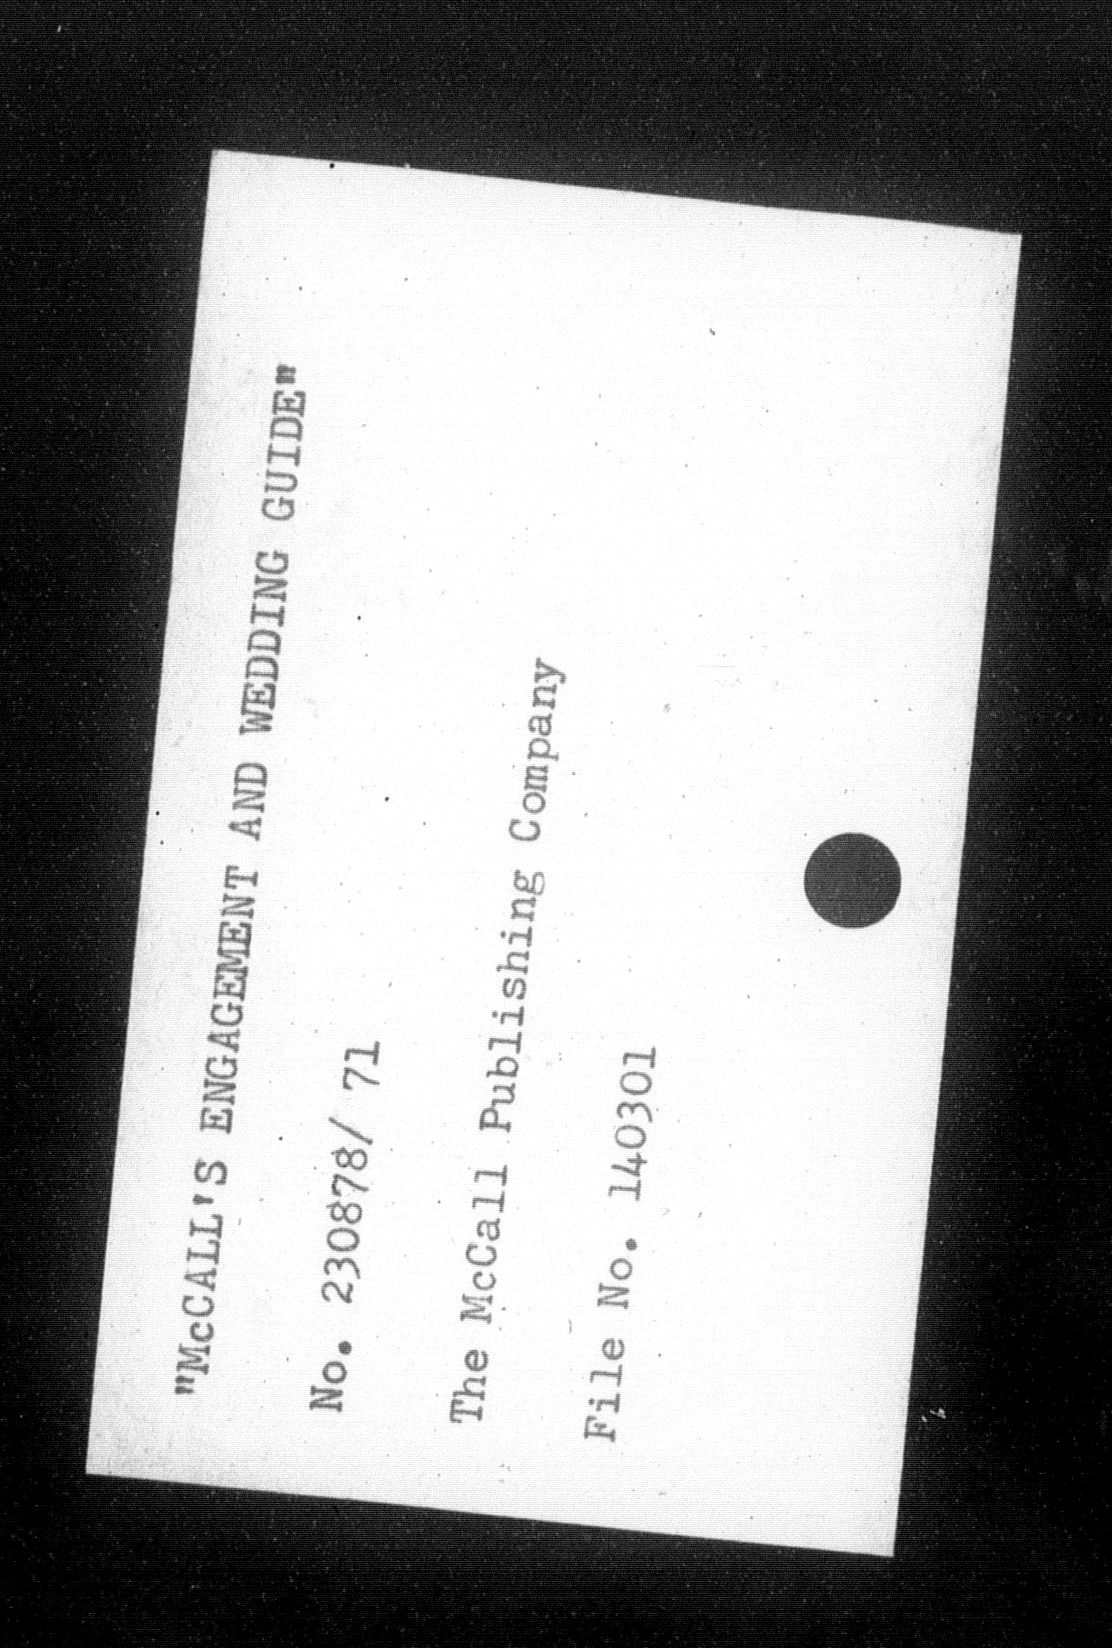 "McCALL'S ENGAGEMENT AND WEDDING GUIDE"
No. 230878/ 71
The McCall Publishing Company
File No. 140301